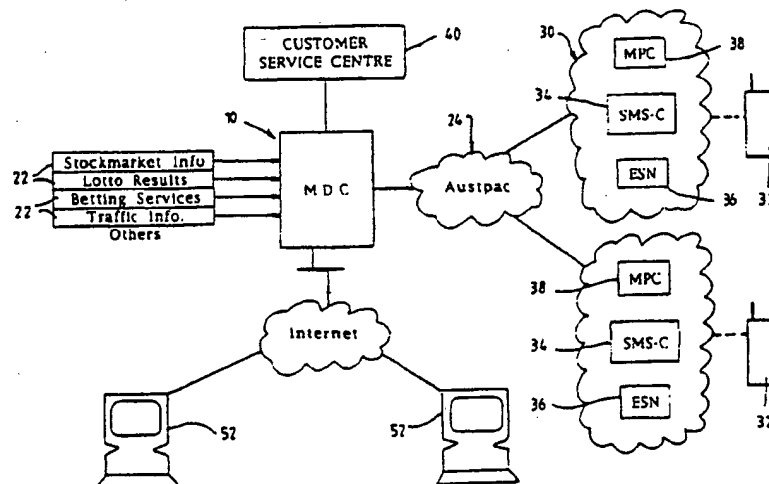 CUSTOMER
SERVICE CENTRE
40
30
MPC
38
34
SMS-C
10
24
22
Stockmarket Info
Lotto Results
22
Betting Services
Traffic Info.
Others
MDC
Austpac
ESN
36
38
MPC
Internet
34
SMS-C
36
ESN
52
52
32